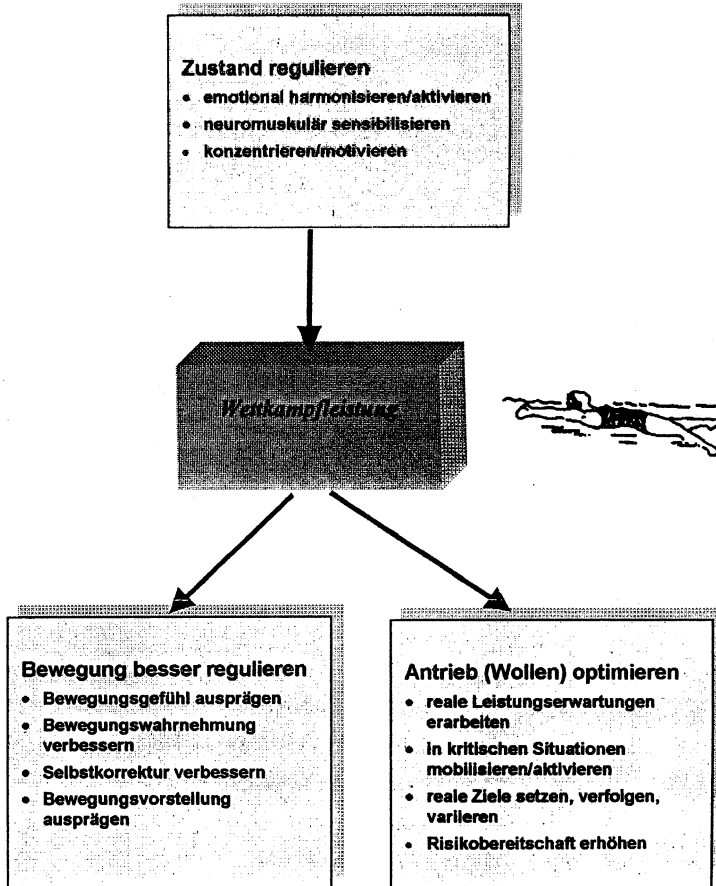 Zustand regulieren
• emotional harmonisieren/aktivieren
• neuromuskulär sensibilisieren
• konzentrieren/motivieren
Wettkampfleistung
Bewegung besser regulieren
• Bewegungsgefühl ausprägen
• Bewegungswahrnehmung
verbessern
• Selbstkorrektur verbessern
• Bewegungsvorstellung
ausprägen
Antrieb (Wollen) optimieren
• reale Leistungserwartungen
erarbeiten
• in kritischen Situationen
mobilisieren/aktivieren
• reale Ziele setzen, verfolgen,
variieren
• Risikobereitschaft erhöhen